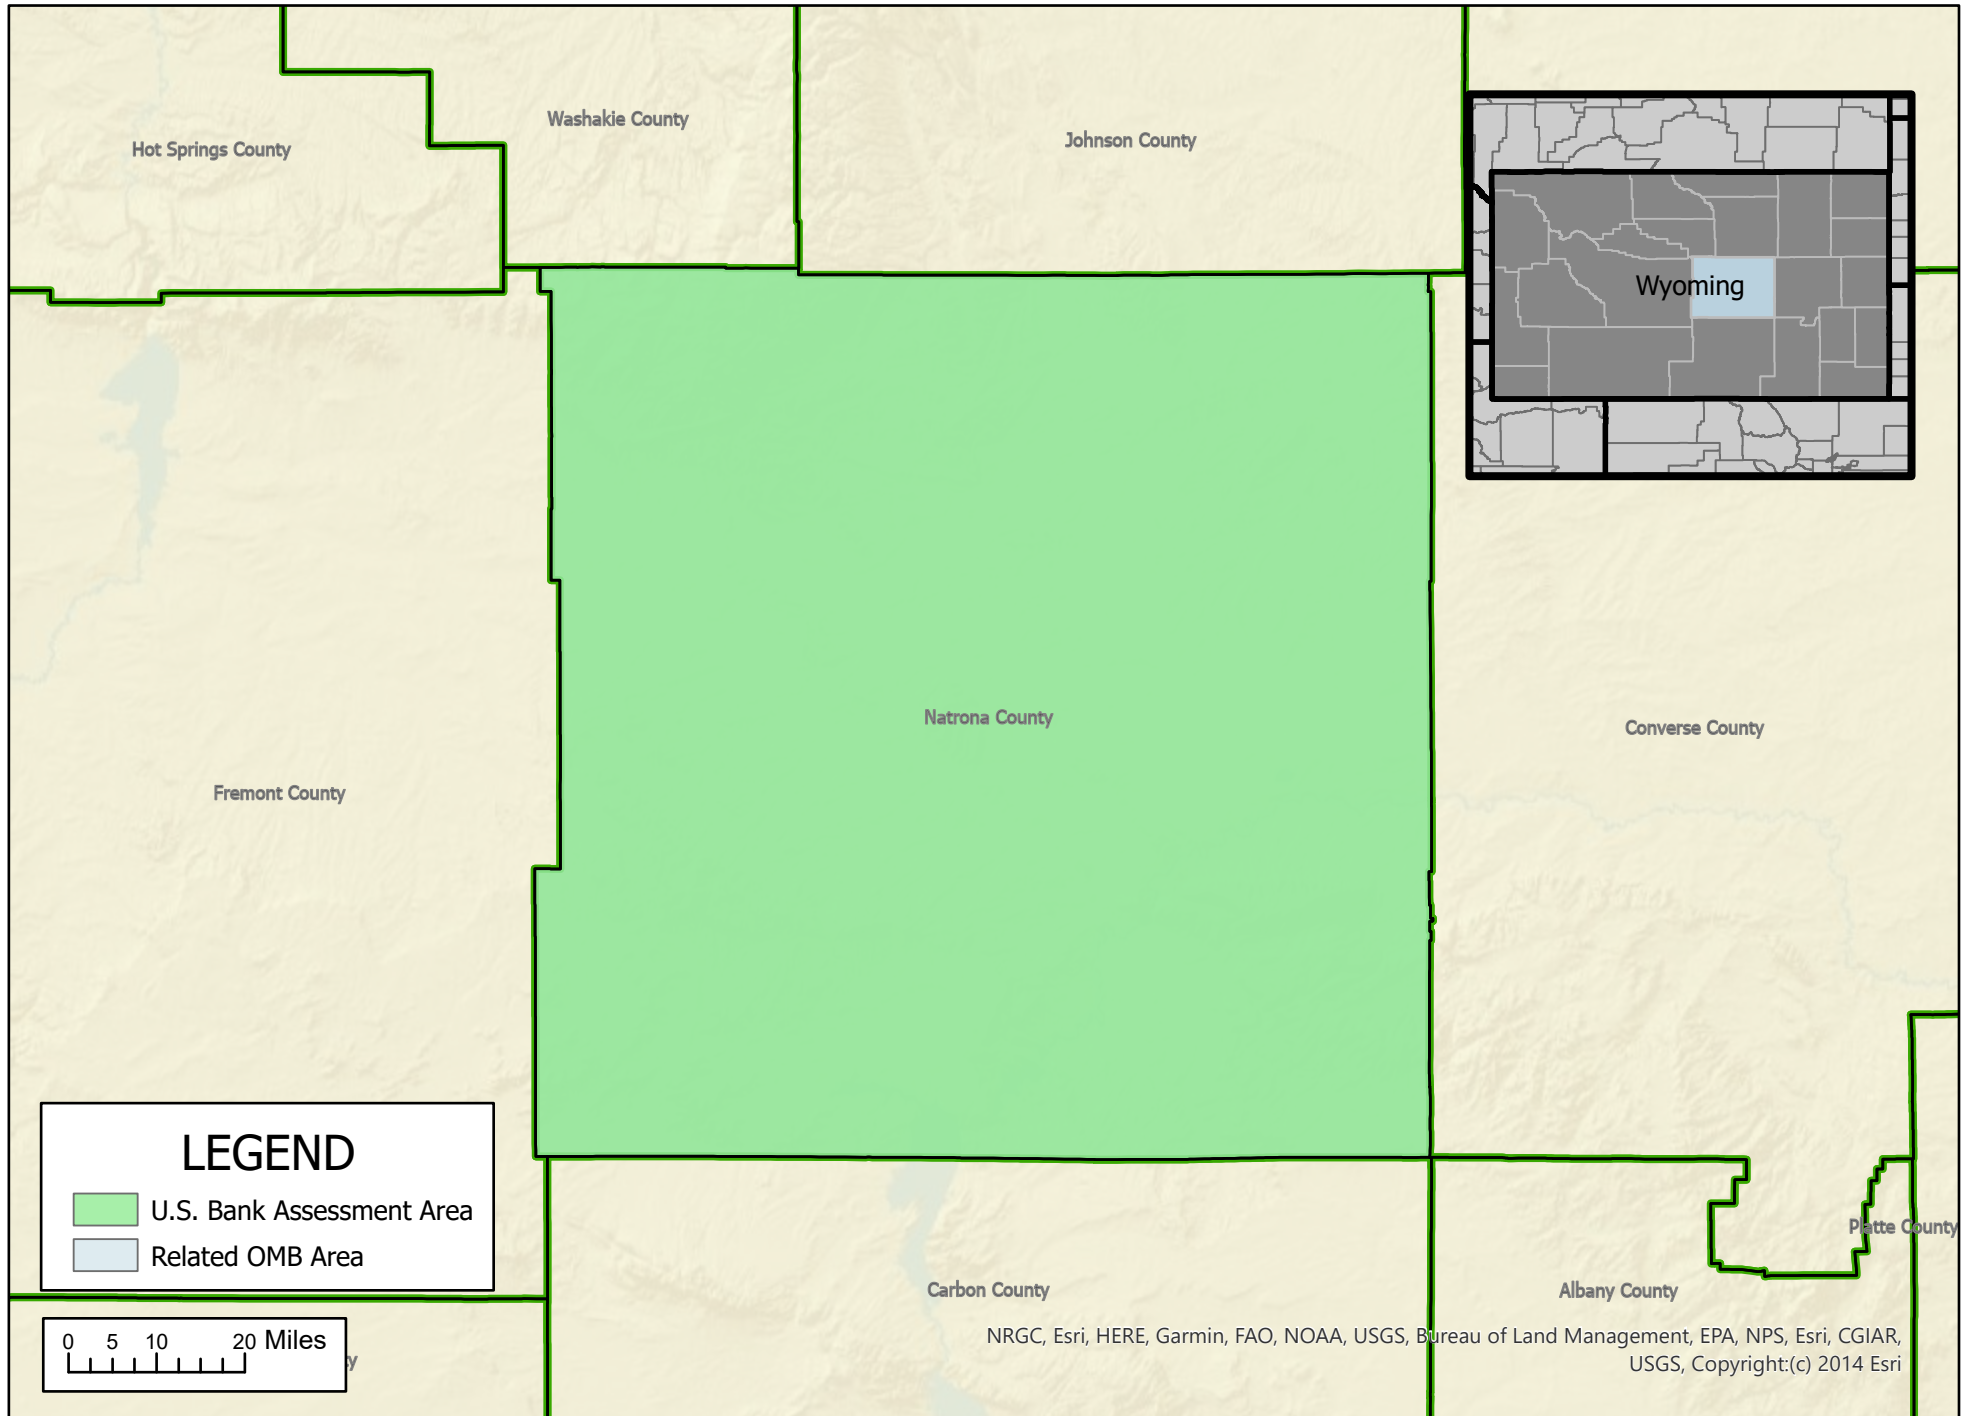 Washakie County
Johnson County
Hot Springs County
Wyoming
Natrona County
Converse County
Fremont County
LEGEND
U.S. Bank Assessment Area
Related OMB Area
Platte County
Carbon County
Albany County
0 5 10 20 Miles
NRGC, Esri, HERE, Garmin, FAO, NOAA, USGS, Bureau of Land Management, EPA, NPS, Esri, CGIAR,
USGS, Copyright:(c) 2014 Esri